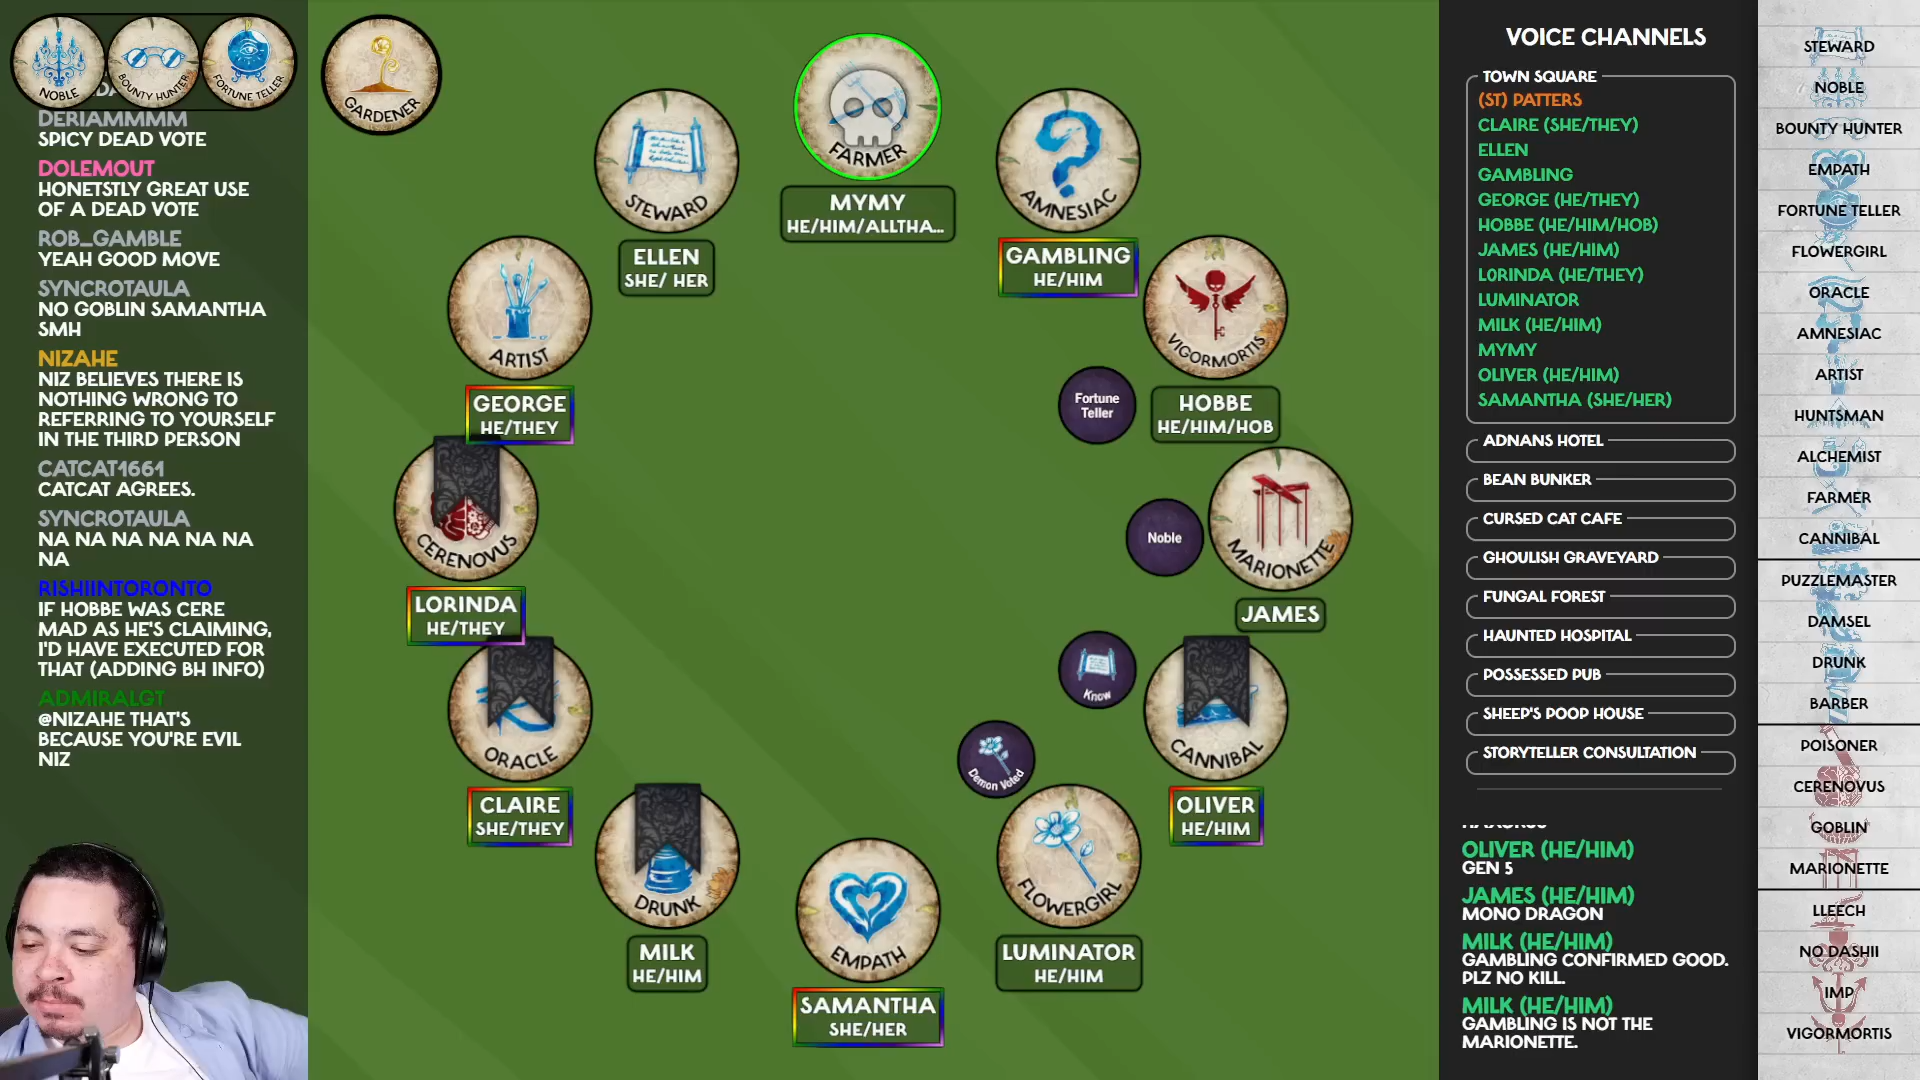 NOBLE
BOUNTY HUNTER
FORTUNE TELLER
DERIAMMMM
SPICY DEAD VOTE
DOLEMOUT
HONETSTLY GREAT USE
OF A DEAD VOTE
ROB_GAMBLE
YEAH GOOD MOVE
SYNCROTAULA
NO GOBLIN SAMANTHA
SMH
NIZAHE
NIZ BELIEVES THERE IS
NOTHING WRONG TO
REFERRING TO YOURSELF
IN THE THIRD PERSON
CATCAT1661
CATCAT AGREES.
SYNCROTAULA
NA NA NA NA NA NA
NA
RISHIINTORONTO
IF HOBBE WAS CERE
MAD AS HE'S CLAIMING,
I'D HAVE EXECUTED FOR
THAT (ADDING BH INFO)
ADMIRALGT
@NIZAHE THAT'S
BECAUSE YOU'RE EVIL
NIZ
GARDENER
FARMER
MYMY
HE/HIM/ALLTHA...
AMNESIAC
GAMBLING
HE/HIM
VIGORMORTIS
HOBBE
HE/HIM/HOB
Fortune
Teller
MARIONETTE
JAMES
Noble
CANNIBAL
OLIVER
HE/HIM
Know
FLOWERGIRL
LUMINATOR
HE/HIM
Demon Voted
EMPATH
SAMANTHA
SHE/HER
DRUNK
MILK
HE/HIM
ORACLE
CLAIRE
SHE/THEY
CERENOVUS
LORINDA
HE/THEY
ARTIST
GEORGE
HE/THEY
STEWARD
ELLEN
SHE/ HER
VOICE CHANNELS
TOWN SQUARE
(ST) PATTERS
CLAIRE (SHE/THEY)
ELLEN
GAMBLING
GEORGE (HE/THEY)
HOBBE (HE/HIM/HOB)
JAMES (HE/HIM)
L0RINDA (HE/THEY)
LUMINATOR
MILK (HE/HIM)
MYMY
OLIVER (HE/HIM)
SAMANTHA (SHE/HER)
ADNANS HOTEL
BEAN BUNKER
CURSED CAT CAFE
GHOULISH GRAVEYARD
FUNGAL FOREST
HAUNTED HOSPITAL
POSSESSED PUB
SHEEP'S POOP HOUSE
STORYTELLER CONSULTATION
OLIVER (HE/HIM)
GEN 5
JAMES (HE/HIM)
MONO DRAGON
MILK (HE/HIM)
GAMBLING CONFIRMED GOOD.
PLZ NO KILL.
MILK (HE/HIM)
GAMBLING IS NOT THE
MARIONETTE.
STEWARD
NOBLE
BOUNTY HUNTER
EMPATH
FORTUNE TELLER
FLOWERGIRL
ORACLE
AMNESIAC
ARTIST
HUNTSMAN
ALCHEMIST
FARMER
CANNIBAL
PUZZLEMASTER
DAMSEL
DRUNK
BARBER
POISONER
CERENOVUS
GOBLIN
MARIONETTE
LLEECH
NO DASHII
IMP
VIGORMORTIS